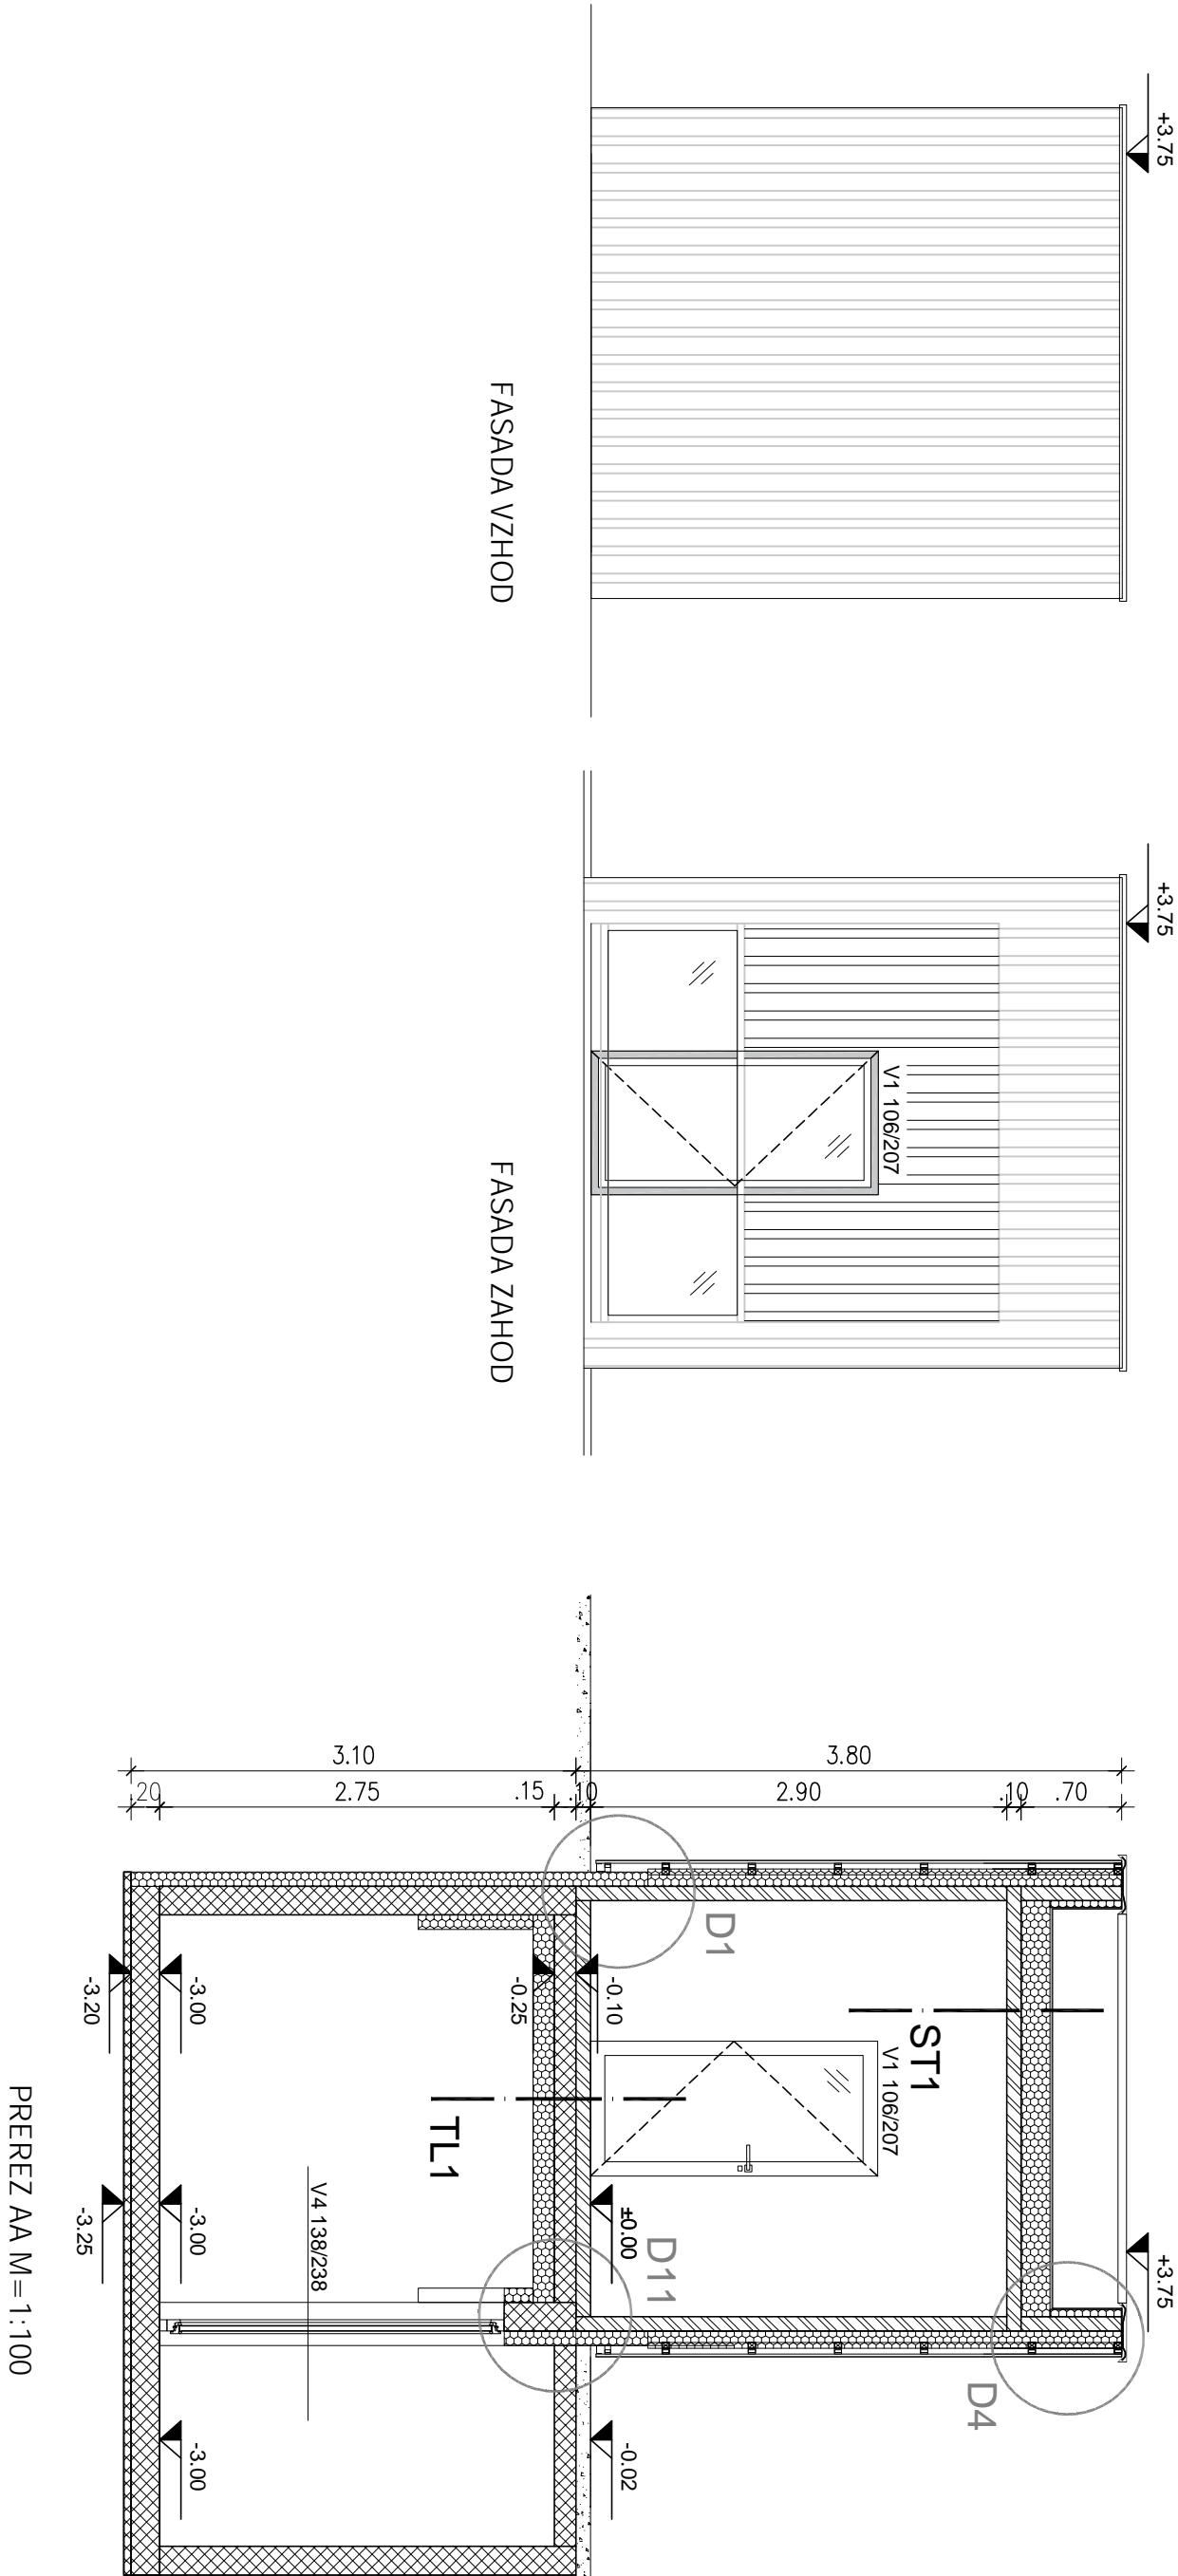 +3.75
FASADA VZHOD
+3.75
V1 106/207
FASADA ZAHOD
3.10
3.80
.20
2.75
.15
.10
2.90
.10
.70
D1
-3.20
-3.00
-0.25
-0.10
ST1
V1 106/207
TL1
-3.25
-3.00
V4 138/238
±0.00
D11
+3.75
D4
-3.00
-0.02
PREREZ AA M= 1:100